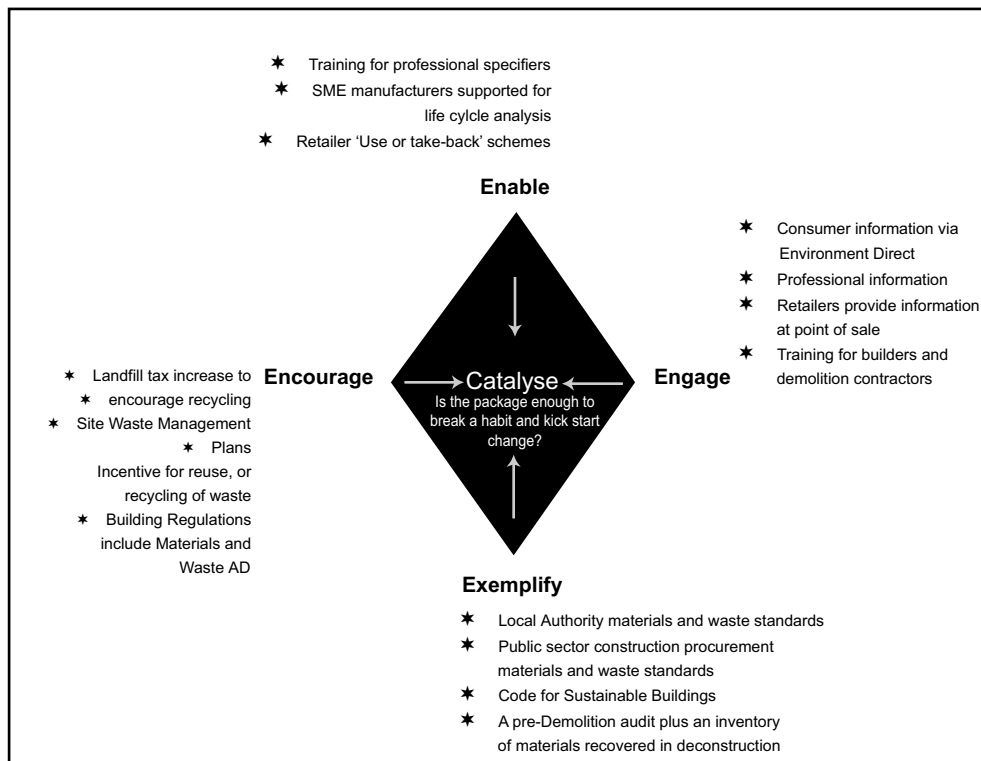 ✶ Training for professional specifiers
✶ SME manufacturers supported for
life cylcle analysis
✶ Retailer ‘Use or take-back’ schemes
Enable
✶ Consumer information via
Environment Direct
✶ Professional information
✶ Retailers provide information
at point of sale
✶ Training for builders and
demolition contractors
Engage
Encourage
✶ Landfill tax increase to
✶ encourage recycling
✶ Site Waste Management
✶ Plans
Incentive for reuse, or
recycling of waste
✶ Building Regulations
include Materials and
Waste AD
Catalyse
Is the package enough to
break a habit and kick start
change?
Exemplify
✶ Local Authority materials and waste standards
✶ Public sector construction procurement
materials and waste standards
✶ Code for Sustainable Buildings
✶ A pre-Demolition audit plus an inventory
of materials recovered in deconstruction